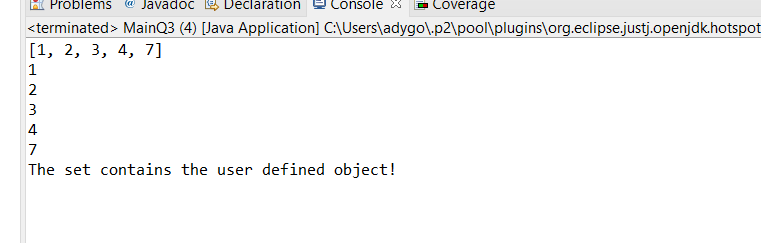 Problems @ Javadoc Declaration Console Coverage
<terminated> MainQ3 (4) [Java Application] C:\Users\adygo\.p2\pool\plugins\org.eclipse.justj.openjdk.hotspot
[1, 2, 3, 4, 7]
1
2
3
4
7
The set contains the user defined object!